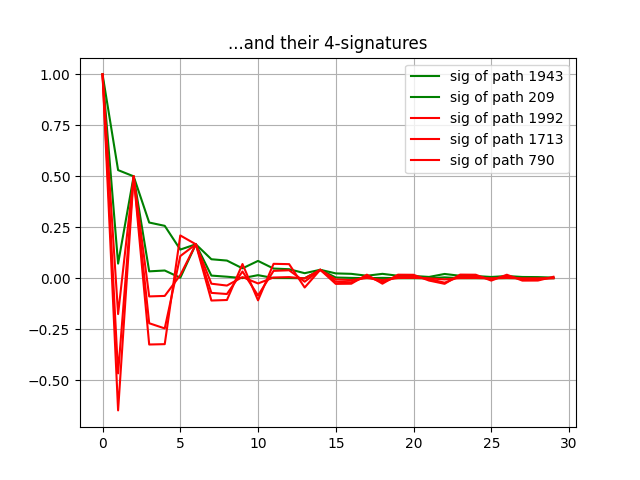 ...and their 4-signatures
sig of path 1943
sig of path 209
sig of path 1992
sig of path 1713
sig of path 790
1.00
0.75
0.50
0.25
0.00
−0.25
−0.50
0 5 10 15 20 25 30